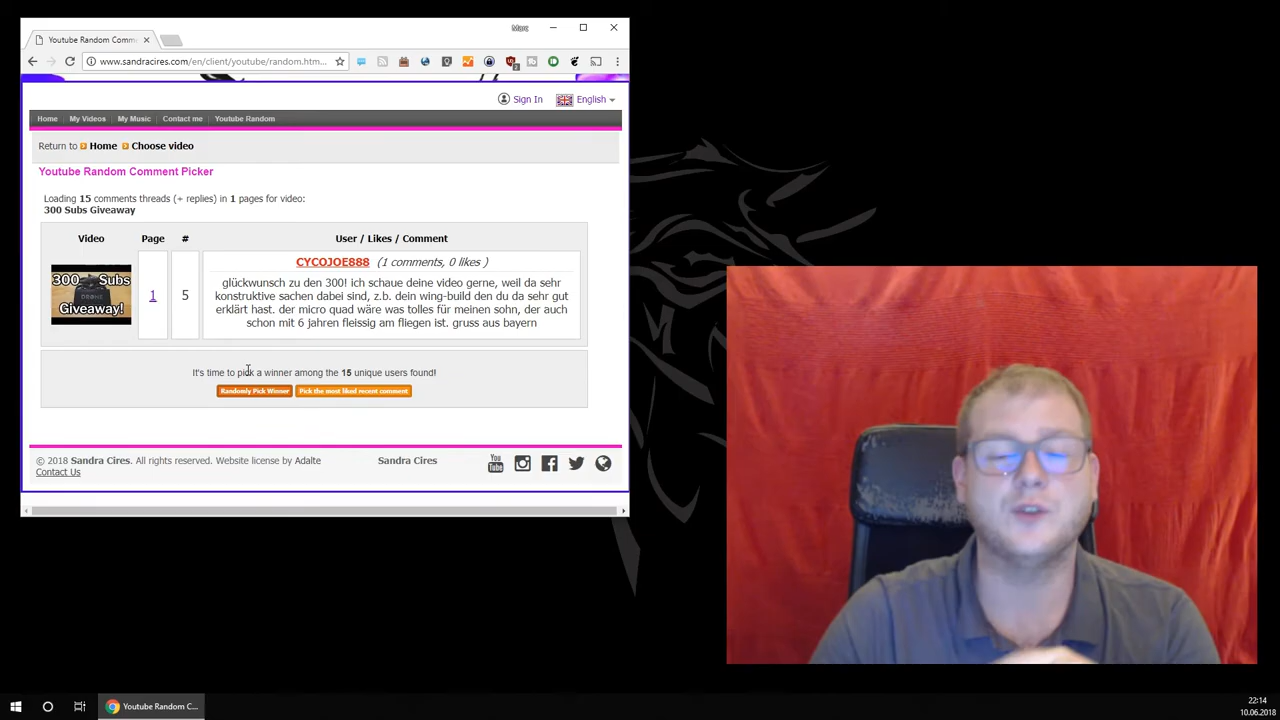 Marc
Youtube Random Comm
www.sandracires.com/en/client/youtube/random.htm...
Sign In
English
Home My Videos My Music Contact me Youtube Random
Return to Home Choose video
Youtube Random Comment Picker
Loading 15 comments threads (+ replies) in 1 pages for video:
300 Subs Giveaway
Video Page # User / Likes / Comment
300 Subs
Giveaway!
1
5
CYCOJOE888 (1 comments, 0 likes )
glückwunsch zu den 300! ich schaue deine video gerne, weil da sehr
konstruktive sachen dabei sind, z.b. dein wing-build den du da sehr gut
erklärt hast. der micro quad wäre was tolles für meinen sohn, der auch
schon mit 6 jahren fleissig am fliegen ist. gruss aus bayern
It's time to pick a winner among the 15 unique users found!
Randomly Pick Winner Pick the most liked recent comment
© 2018 Sandra Cires. All rights reserved. Website license by Adalte
Contact Us
Sandra Cires
You
Tube
Youtube Random C...
22:14
10.06.2018